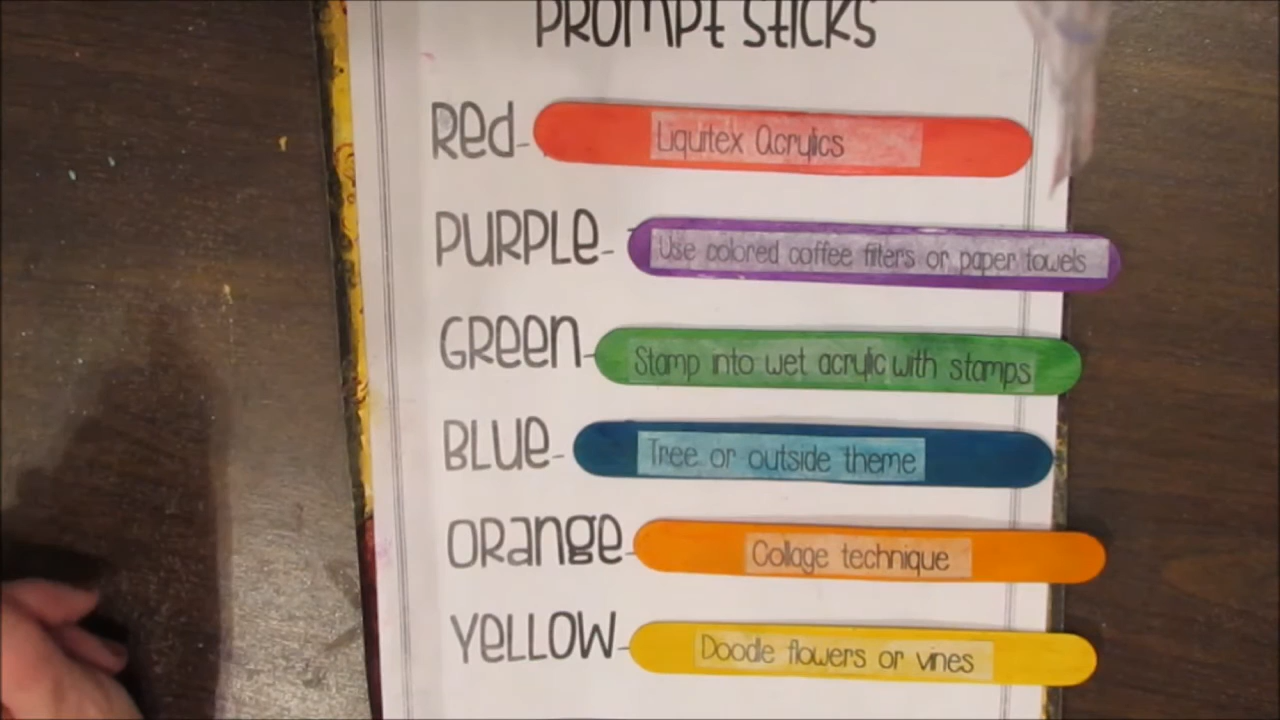 PROMPT STICKS
Red- Liquitex Acrylics
PURPLE- Use colored coffee filters or paper towels
GReen- Stamp into wet acrylic with stamps
BLUe- Tree or outside theme
ORange- Collage technique
YeLLOW- Doodle flowers or vines